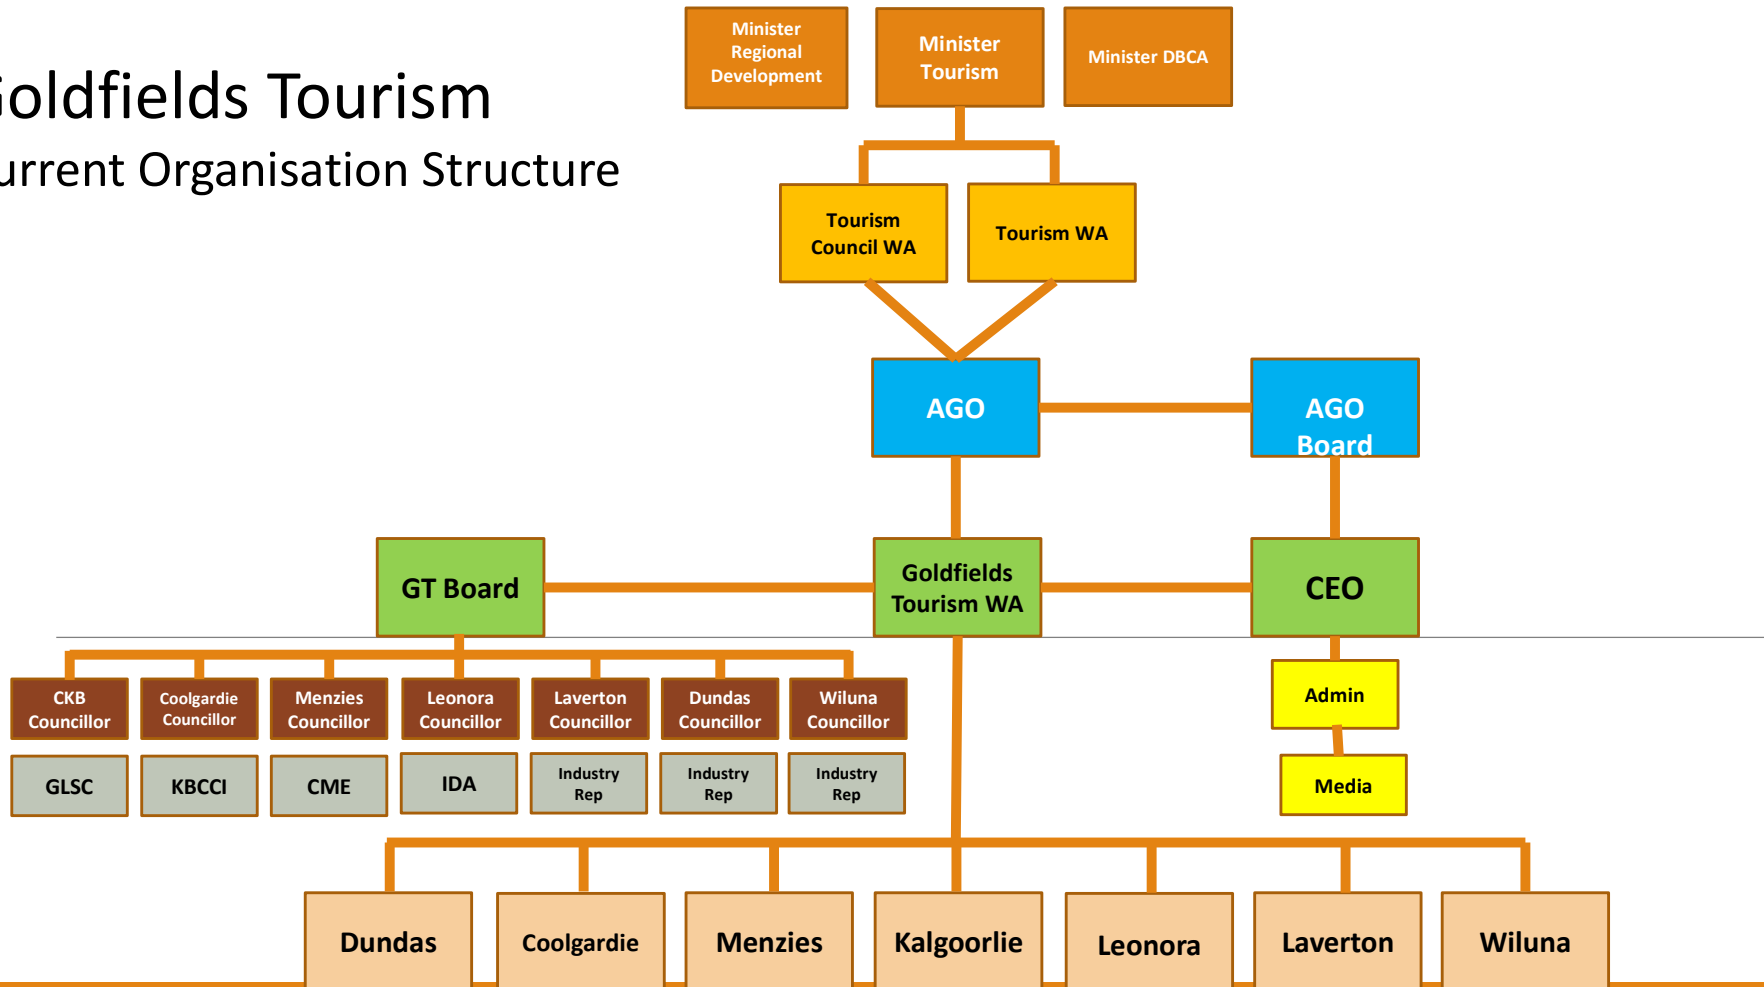 Minister
Regional
Development
Minister
Tourism
Minister DBCA
oldfields Tourism
urrent Organisation Structure
Tourism
Council WA
Tourism WA
AGO
AGO
Board
GT Board
Goldfields
Tourism WA
CEO
CKB
Councillor
Coolgardie
Councillor
Menzies
Councillor
Leonora
Councillor
Laverton
Councillor
Dundas
Councillor
Wiluna
Councillor
Admin
GLSC
KBCCI
CME
IDA
Industry
Rep
Industry
Rep
Industry
Rep
Media
Dundas
Coolgardie
Menzies
Kalgoorlie
Leonora
Laverton
Wiluna